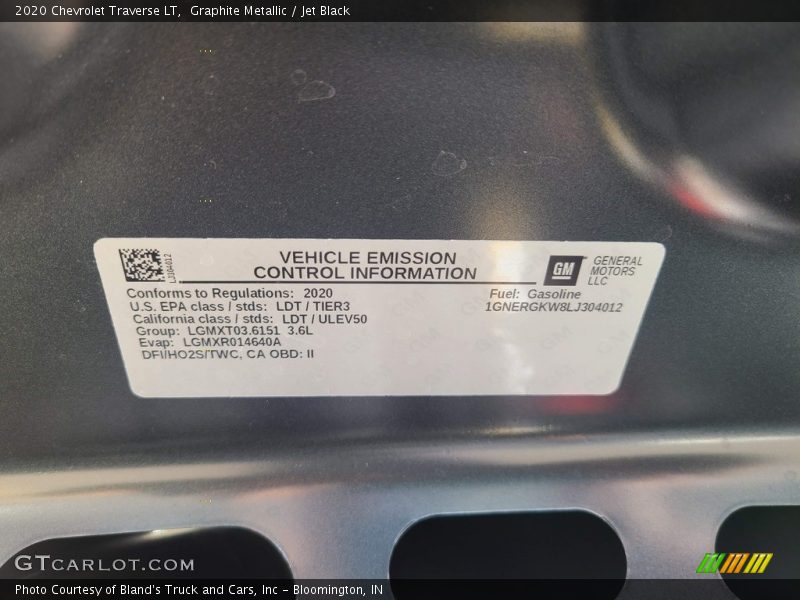 2020 Chevrolet Traverse LT, Graphite Metallic / Jet Black
VEHICLE EMISSION
CONTROL INFORMATION
GM
GENERAL
MOTORS
LLC
LJ304012
Conforms to Regulations: 2020
U.S. EPA class / stds: LDT / TIER3
California class / stds: LDT / ULEV50
Group: LGMXT03.6151 3.6L
Evap: LGMXR014640A
DFI/HO2S/TWC, CA OBD: II
Fuel: Gasoline
1GNERGKW8LJ304012
GTCARLOT.COM
Photo Courtesy of Bland's Truck and Cars, Inc - Bloomington, IN